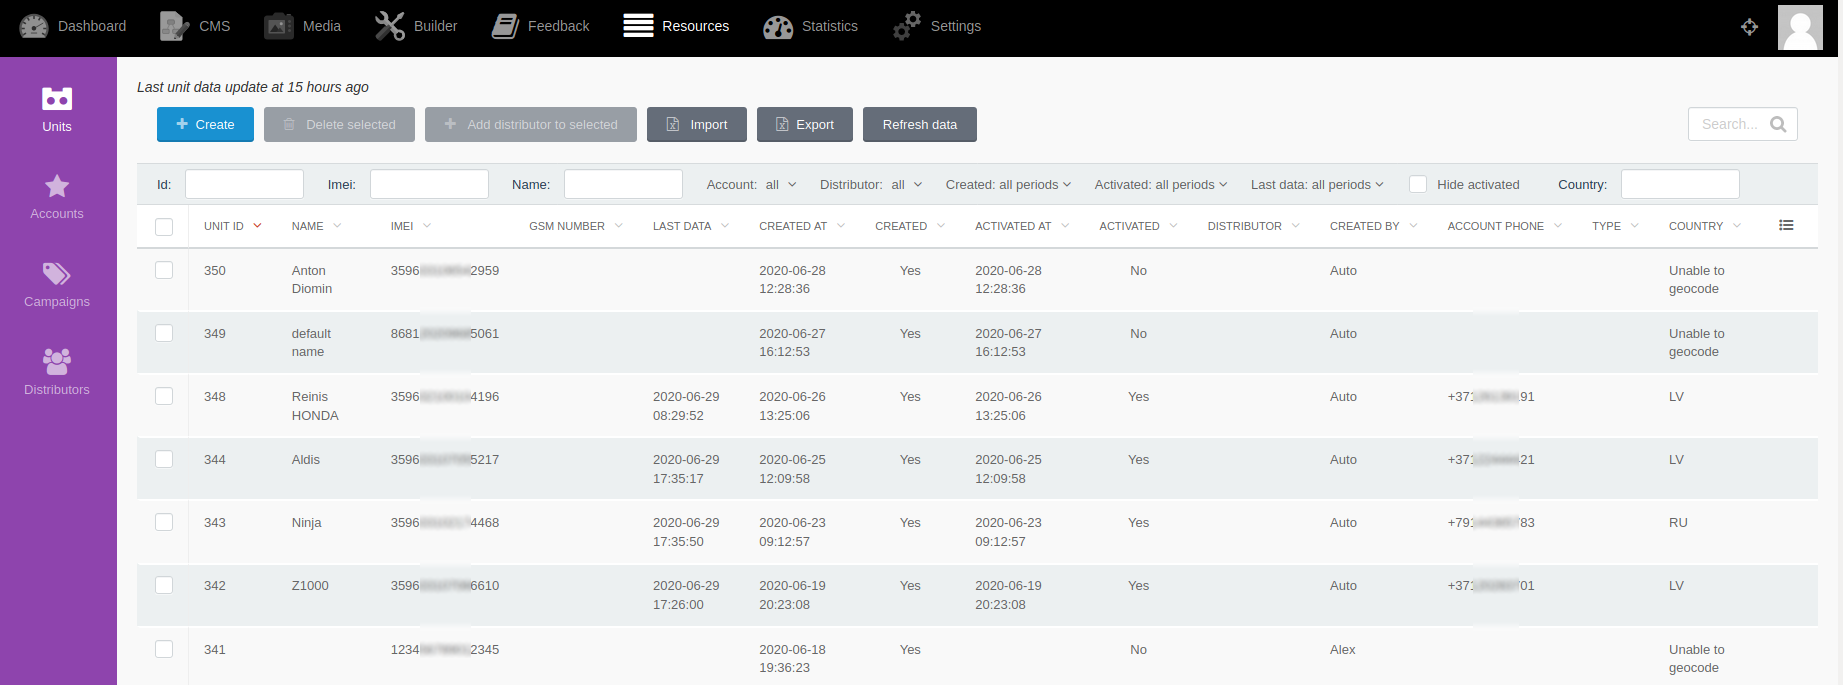 Dashboard CMS Media Builder Feedback Resources Statistics Settings
Units
Accounts
Campaigns
Distributors
Last unit data update at 15 hours ago
Create Delete selected Add distributor to selected Import Export Refresh data Search...
Id: Imei: Name: Account: all Distributor: all Created: all periods Activated: all periods Last data: all periods Hide activated Country:
UNIT ID NAME IMEI GSM NUMBER LAST DATA CREATED AT CREATED ACTIVATED AT ACTIVATED DISTRIBUTOR CREATED BY ACCOUNT PHONE TYPE COUNTRY
350 Anton 3596 2959 2020-06-28 Yes 2020-06-28 No Auto Unable to
Diomin 12:28:36 12:28:36 geocode
349 default 8681 5061 2020-06-27 Yes 2020-06-27 No Auto Unable to
name 16:12:53 16:12:53 geocode
348 Reinis 3596 4196 2020-06-29 2020-06-26 Yes 2020-06-26 Yes Auto +371 91 LV
HONDA 08:29:52 13:25:06 13:25:06
344 Aldis 3596 5217 2020-06-29 2020-06-25 Yes 2020-06-25 Yes Auto +371 21 LV
17:35:17 12:09:58 12:09:58
343 Ninja 3596 4468 2020-06-29 2020-06-23 Yes 2020-06-23 Yes Auto +791 83 RU
17:35:50 09:12:57 09:12:57
342 Z1000 3596 6610 2020-06-29 2020-06-19 Yes 2020-06-19 Yes Auto +371 01 LV
17:26:00 20:23:08 20:23:08
341 1234 2345 2020-06-18 Yes No Alex Unable to
19:36:23 geocode